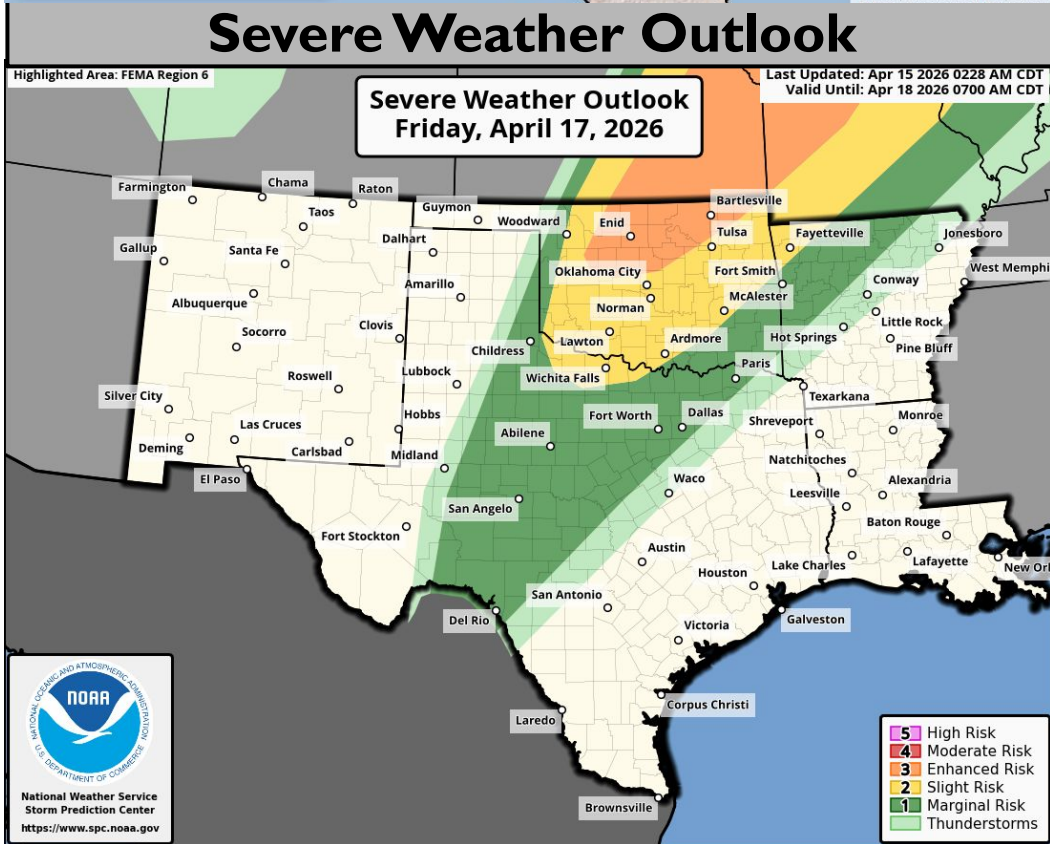 Severe Weather Outlook
Highlighted Area: FEMA Region 6
Last Updated: Apr 15 2026 0228 AM CDT
Valid Until: Apr 18 2026 0700 AM CDT
Severe Weather Outlook
Friday, April 17, 2026
Farmington
Chama
Raton
Taos
Guymon
Woodward
Enid
Bartlesville
Gallup
Santa Fe
Dalhart
Tulsa
Fayetteville
Jonesboro
Oklahoma City
Fort Smith
West Memphi
Albuquerque
Amarillo
Norman
McAlester
Conway
Socorro
Clovis
Childress
Lawton
Ardmore
Hot Springs
Little Rock
Pine Bluff
Roswell
Lubbock
Wichita Falls
Paris
Silver City
Las Cruces
Hobbs
Fort Worth
Dallas
Texarkana
Deming
Carlsbad
Midland
Abilene
Shreveport
Monroe
El Paso
San Angelo
Waco
Natchitoches
Leesville
Alexandria
Fort Stockton
Austin
Baton Rouge
Houston
Lake Charles
Lafayette
New Orl
Del Rio
San Antonio
Victoria
Galveston
Laredo
Corpus Christi
Brownsville
NATIONAL OCEANIC AND ATMOSPHERIC ADMINISTRATION
NOAA
U.S. DEPARTMENT OF COMMERCE
National Weather Service
Storm Prediction Center
https://www.spc.noaa.gov
5 High Risk
4 Moderate Risk
3 Enhanced Risk
2 Slight Risk
1 Marginal Risk
Thunderstorms